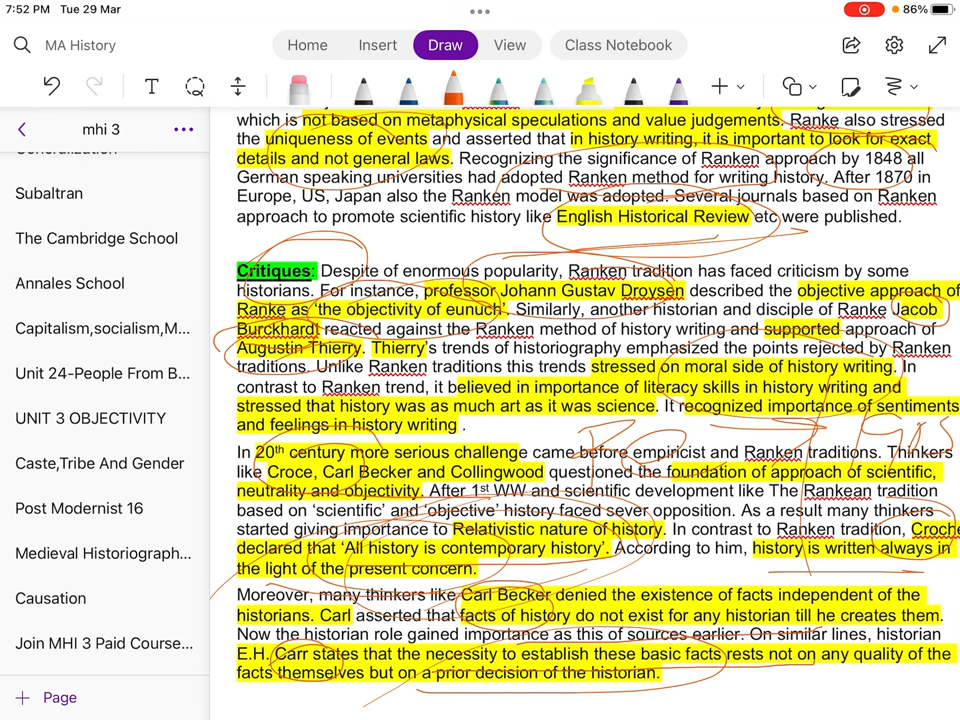 7:52 PM Tue 29 Mar
86%
MA History
Home Insert Draw View Class Notebook
mhi 3
Generalization
Subaltran
The Cambridge School
Annales School
Capitalism,socialism,M...
Unit 24-People From B...
UNIT 3 OBJECTIVITY
Caste,Tribe And Gender
Post Modernist 16
Medieval Historiograph...
Causation
Join MHI 3 Paid Course...
Page
which is not based on metaphysical speculations and value judgements. Ranke also stressed
the uniqueness of events and asserted that in history writing, it is important to look for exact
details and not general laws. Recognizing the significance of Ranken approach by 1848 all
German speaking universities had adopted Ranken method for writing history. After 1870 in
Europe, US, Japan also the Ranken model was adopted. Several journals based on Ranken
approach to promote scientific history like English Historical Review etc were published.
Critiques: Despite of enormous popularity, Ranken tradition has faced criticism by some
historians. For instance, professor Johann Gustav Droysen described the objective approach of
Ranke as ‘the objectivity of eunuch’. Similarly, another historian and disciple of Ranke Jacob
Burckhardt reacted against the Ranken method of history writing and supported approach of
Augustin Thierry. Thierry’s trends of historiography emphasized the points rejected by Ranken
traditions. Unlike Ranken traditions this trends stressed on moral side of history writing. In
contrast to Ranken trend, it believed in importance of literacy skills in history writing and
stressed that history was as much art as it was science. It recognized importance of sentiments
and feelings in history writing .
In 20th century more serious challenge came before empiricist and Ranken traditions. Thinkers
like Croce, Carl Becker and Collingwood questioned the foundation of approach of scientific,
neutrality and objectivity. After 1st WW and scientific development like The Rankean tradition
based on ‘scientific’ and ‘objective’ history faced sever opposition. As a result many thinkers
started giving importance to Relativistic nature of history. In contrast to Ranken tradition, Croche
declared that ‘All history is contemporary history’. According to him, history is written always in
the light of the present concern.
Moreover, many thinkers like Carl Becker denied the existence of facts independent of the
historians. Carl asserted that facts of history do not exist for any historian till he creates them.
Now the historian role gained importance as this of sources earlier. On similar lines, historian
E.H. Carr states that the necessity to establish these basic facts rests not on any quality of the
facts themselves but on a prior decision of the historian.